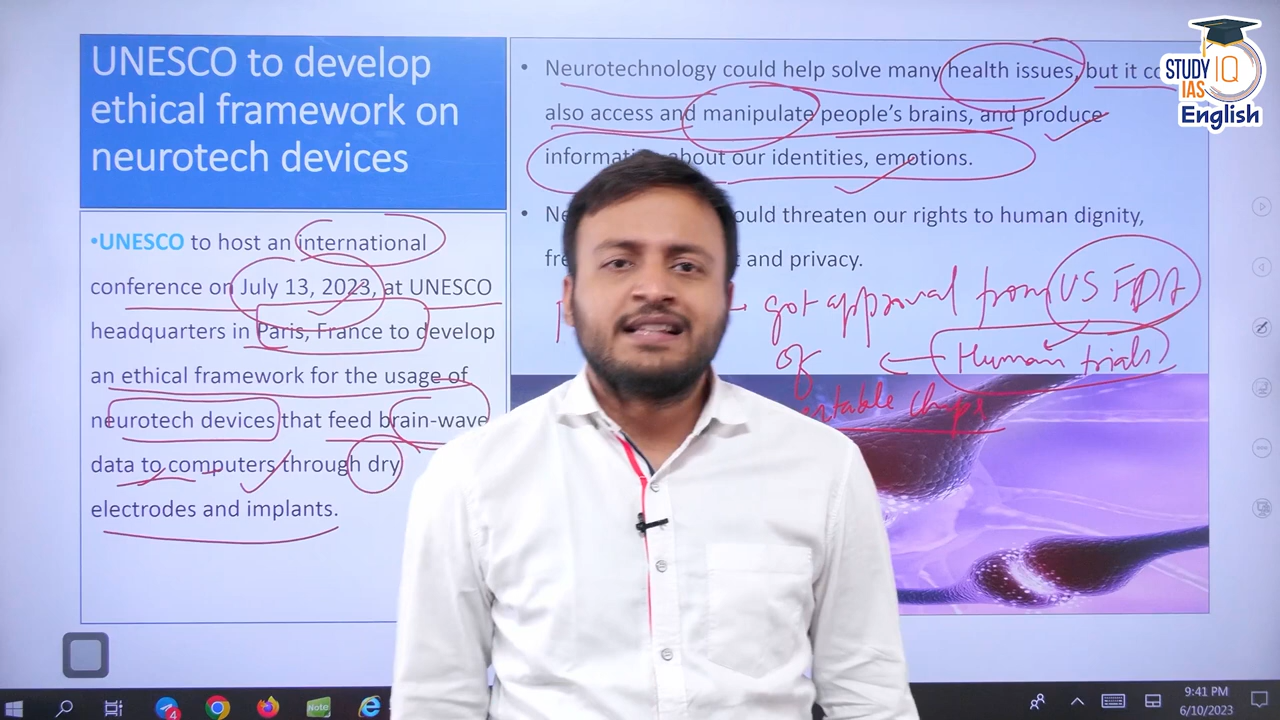 UNESCO to develop
ethical framework on
neurotech devices
•UNESCO to host an international
conference on July 13, 2023, at UNESCO
headquarters in Paris, France to develop
an ethical framework for the usage of
neurotech devices that feed brain-wave
data to computers through dry
electrodes and implants.
• Neurotechnology could help solve many health issues, but it co
also access and manipulate people's brains, and produce
information about our identities, emotions.
• Ne ould threaten our rights to human dignity,
fre and privacy.
→ got approval from US FDA
of ← Human trials
chips
STUDY IQ
IAS
English
Note
4
9:41 PM
6/10/2023